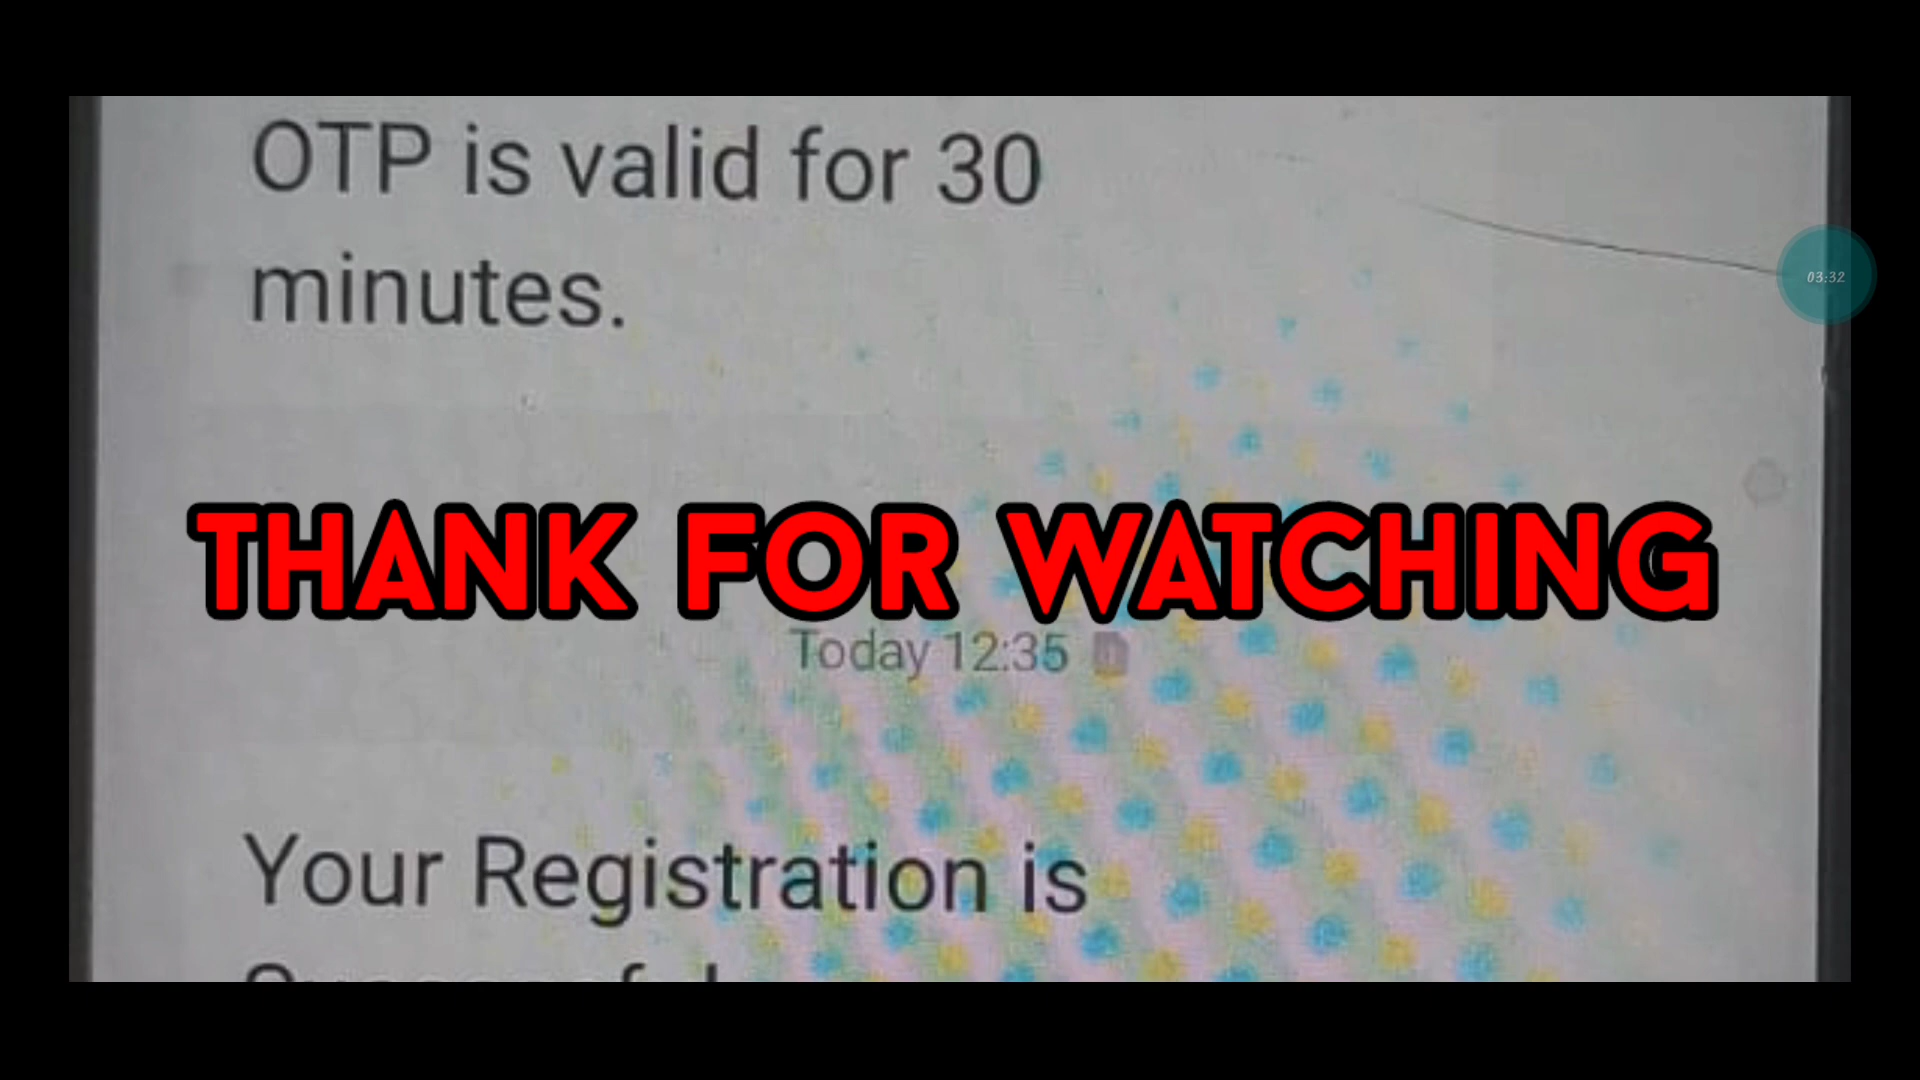 OTP is valid for 30
minutes.
03:32
THANK FOR WATCHING
Today 12:35
Your Registration is